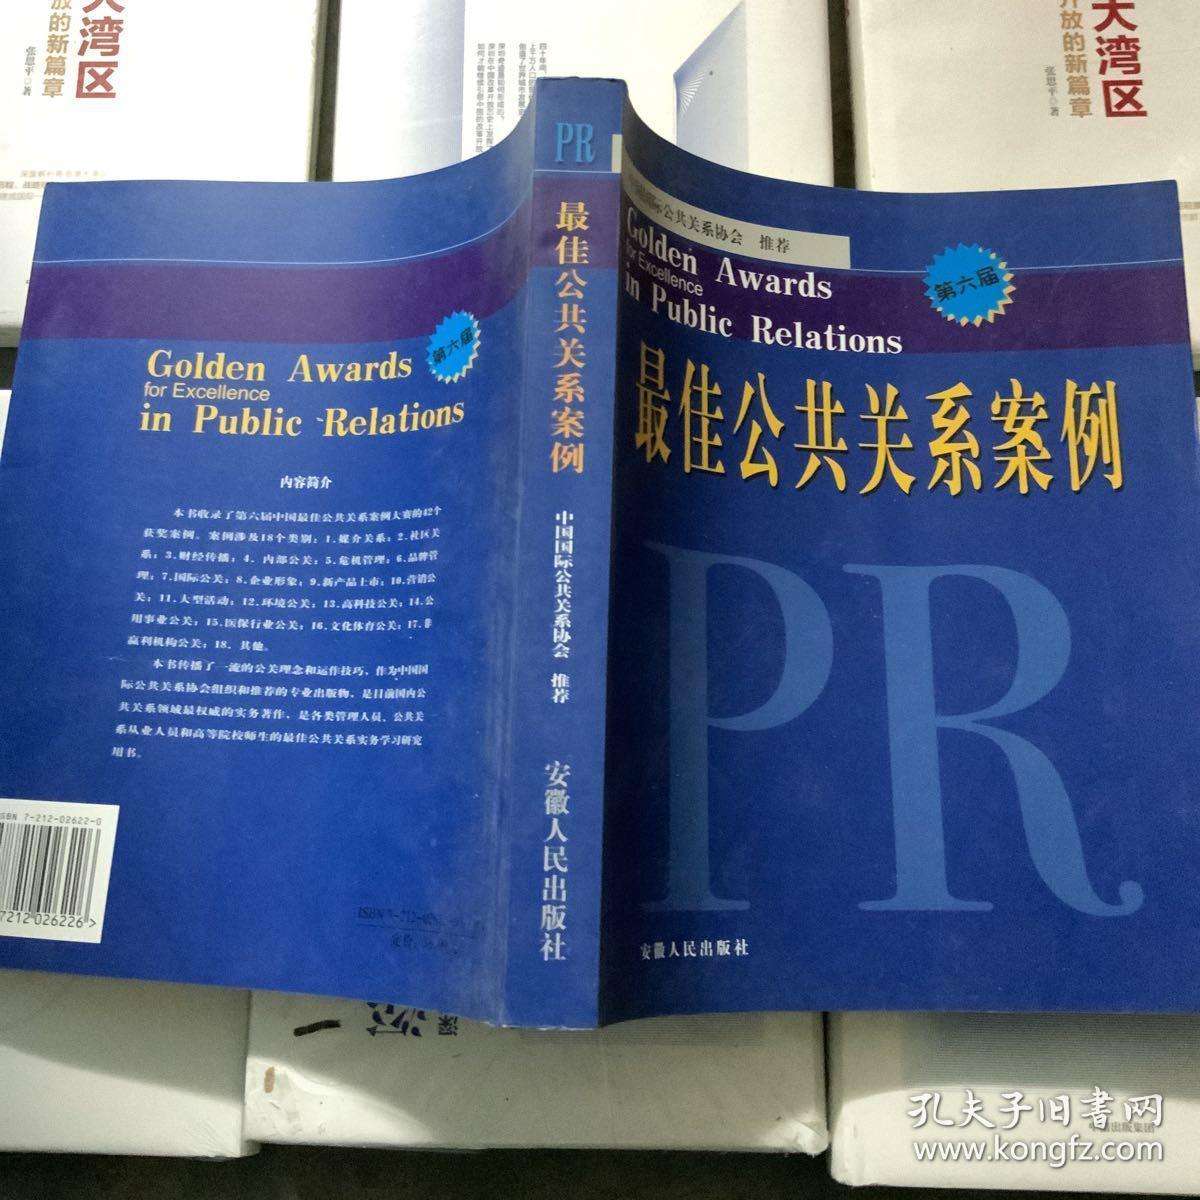 大湾区
放的新篇章
张思平◎著
大湾区
开放的新篇章
张思平◎著
PR
最佳公共关系案例
中国国际公共关系协会 推荐
安徽人民出版社
国际公共关系协会 推荐
Golden Awards
for Excellence
in Public Relations
第六届
最佳公共关系案例
PR
安徽人民出版社
Golden Awards
for Excellence
in Public Relations
第六届
内容简介
本书收录了第六届中国最佳公共关系案例大赛的42个
获奖案例。案例涉及18个类别：1.媒介关系；2.社区关
系；3.财经传播；4.内部公关；5.危机管理；6.品牌管
理；7.国际公关；8.企业形象；9.新产品上市；10.营销公
关；11.大型活动；12.环境公关；13.高科技公关；14.公
用事业公关；15.医保行业公关；16.文化体育公关；17.非
赢利机构公关；18.其他。
本书传播了一流的公关理念和运作技巧，作为中国国
际公共关系协会组织和推荐的专业出版物，是目前国内公
共关系领域最权威的实务著作，是各类管理人员、公共关
系从业人员和高等院校师生的最佳公共关系实务学习研究
用书。
ISBN 7-212-02622-0
7212026226>
孔夫子旧书网
www.kongfz.com